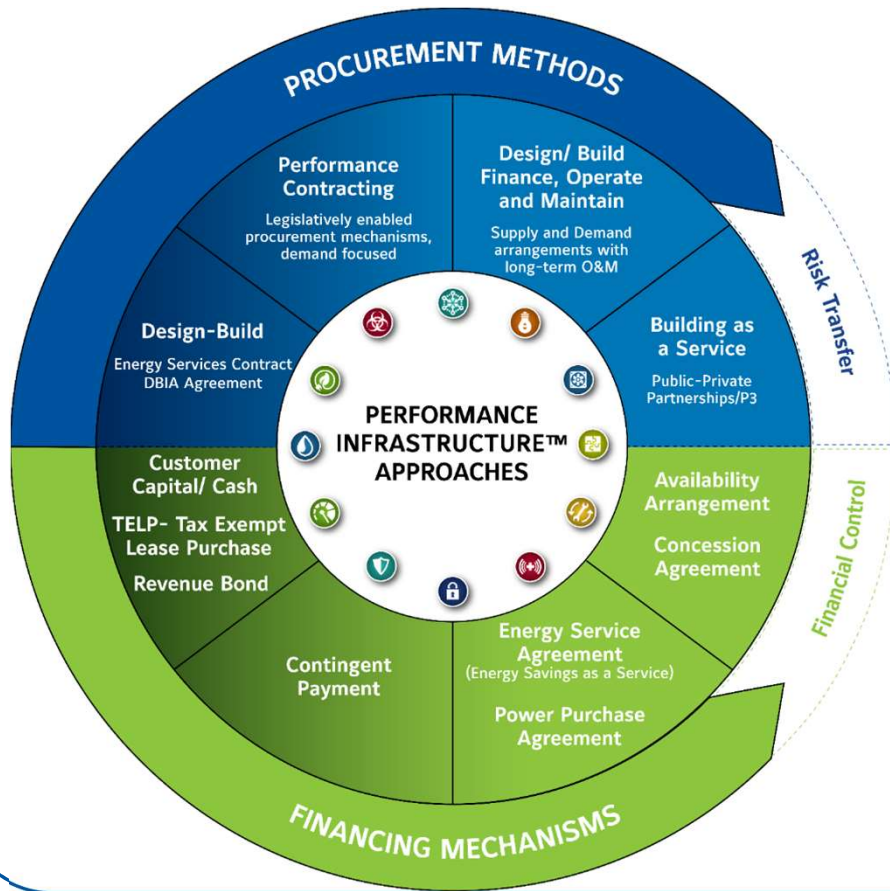 PROCUREMENT METHODS
Performance
Contracting
Legislatively enabled
procurement mechanisms,
demand focused
Design/ Build
Finance, Operate
and Maintain
Supply and Demand
arrangements with
long-term O&M
Design-Build
Energy Services Contract
DBIA Agreement
Building as
a Service
Public-Private
Partnerships/P3
Risk Transfer
PERFORMANCE
INFRASTRUCTURE™
APPROACHES
Customer
Capital/ Cash
TELP- Tax Exempt
Lease Purchase
Revenue Bond
Availability
Arrangement
Concession
Agreement
Financial Control
Contingent
Payment
Energy Service
Agreement
(Energy Savings as a Service)
Power Purchase
Agreement
FINANCING MECHANISMS